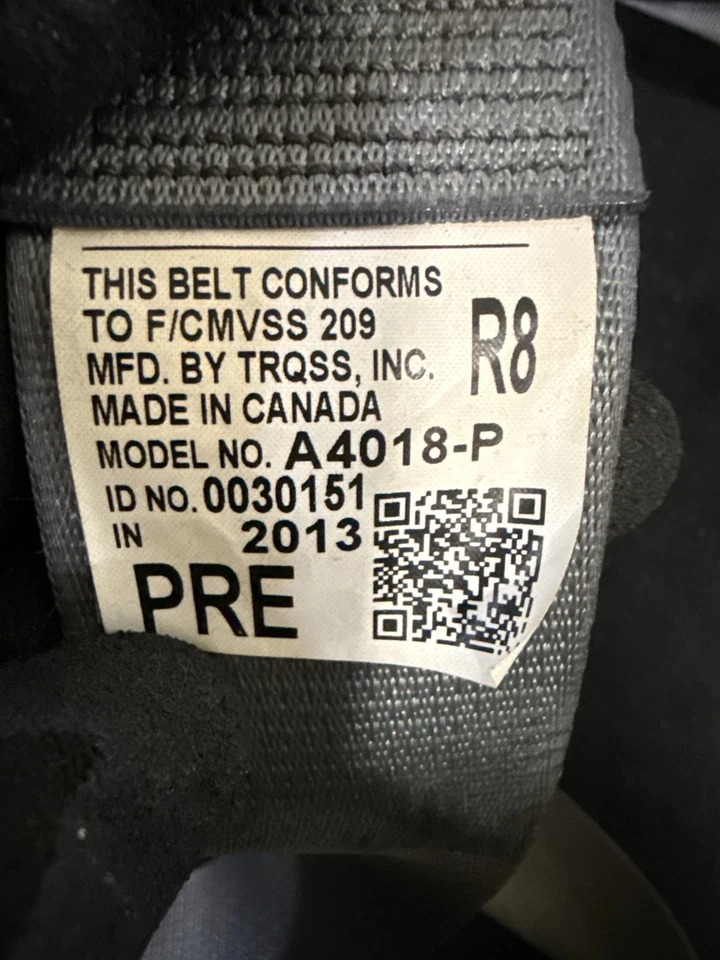 THIS BELT CONFORMS
TO F/CMVSS 209
R8
MFD. BY TRQSS, INC.
MADE IN CANADA
MODEL NO. A4018-P
ID NO. 0030151
IN 2013
PRE